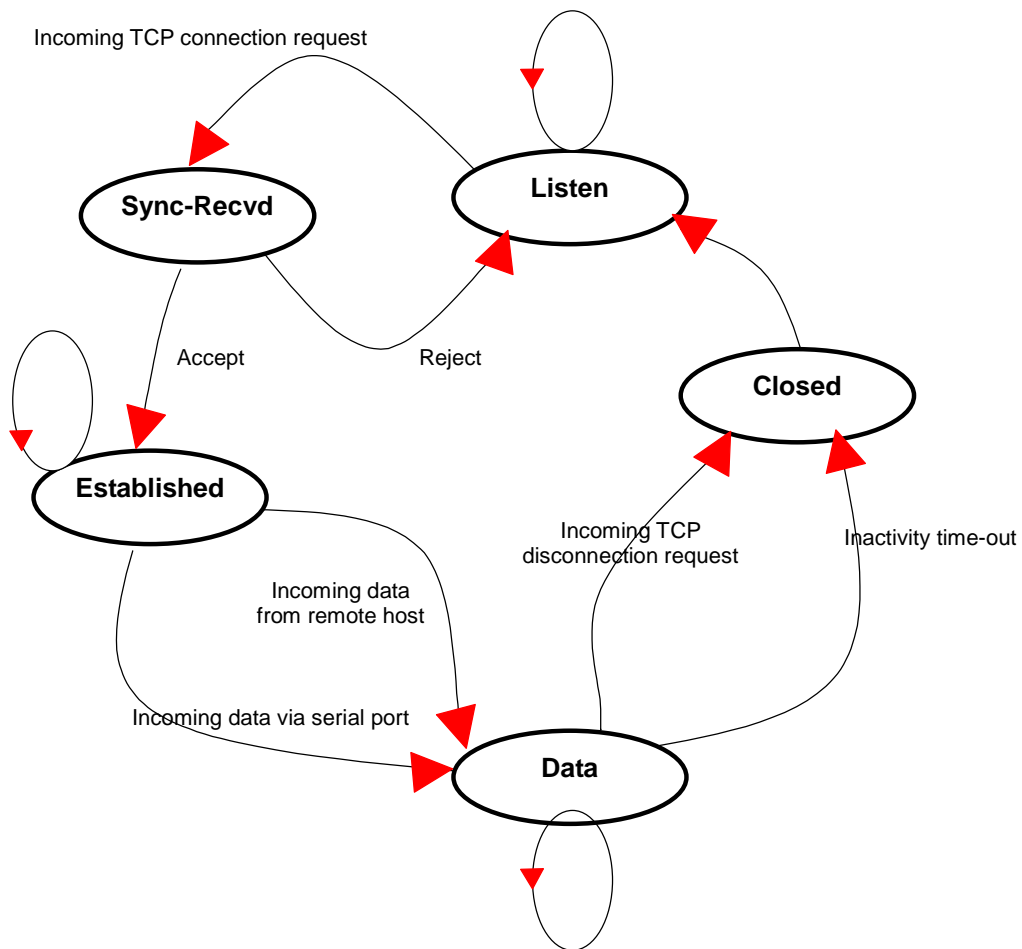 Incoming TCP connection request
Listen
Sync-Recvd
Accept
Reject
Closed
Established
Incoming TCP
disconnection request
Inactivity time-out
Incoming data
from remote host
Incoming data via serial port
Data